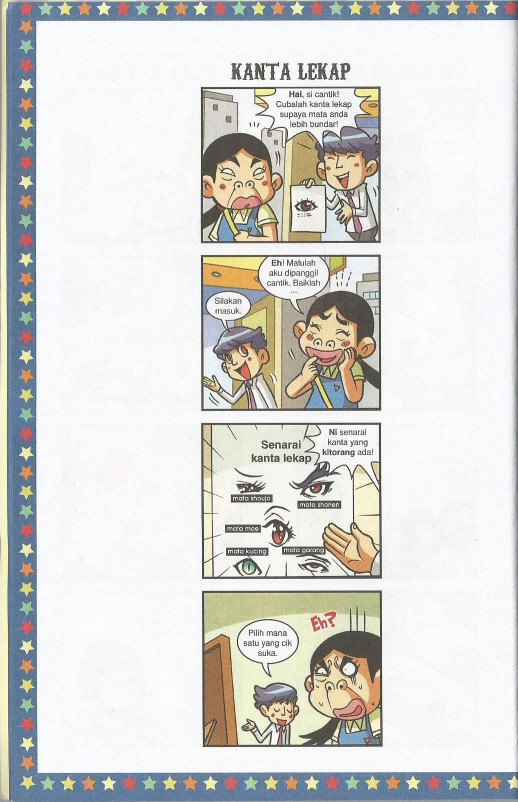 KANTA LEKAP
Hai, si cantik!
Cubalah kanta lekap
supaya mata anda
lebih bundar!
Eh! Malulah
aku dipanggil
cantik. Baiklah
...
Silakan
masuk.
Ni senarai
kanta yang
kitorang ada!
Senarai
kanta lekap
mata shoujo
mata shonen
mata moe
mata kucing
mata garang
Eh?
Pilih mana
satu yang cik
suka.